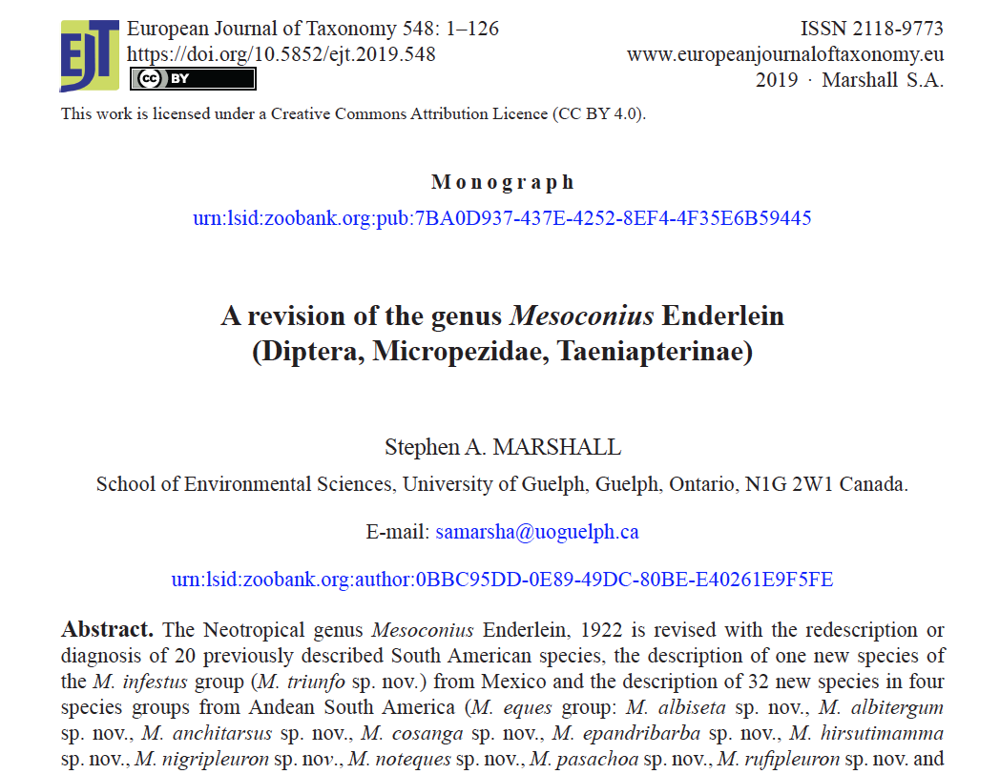 EJT
European Journal of Taxonomy 548: 1–126
https://doi.org/10.5852/ejt.2019.548
cc BY
ISSN 2118-9773
www.europeanjournaloftaxonomy.eu
2019 · Marshall S.A.
This work is licensed under a Creative Commons Attribution Licence (CC BY 4.0).
Monograph
urn:lsid:zoobank.org:pub:7BA0D937-437E-4252-8EF4-4F35E6B59445
A revision of the genus Mesoconius Enderlein
(Diptera, Micropezidae, Taeniapterinae)
Stephen A. MARSHALL
School of Environmental Sciences, University of Guelph, Guelph, Ontario, N1G 2W1 Canada.
E-mail: samarsha@uoguelph.ca
urn:lsid:zoobank.org:author:0BBC95DD-0E89-49DC-80BE-E40261E9F5FE
Abstract. The Neotropical genus Mesoconius Enderlein, 1922 is revised with the redescription or
diagnosis of 20 previously described South American species, the description of one new species of
the M. infestus group (M. triunfo sp. nov.) from Mexico and the description of 32 new species in four
species groups from Andean South America (M. eques group: M. albiseta sp. nov., M. albitergum
sp. nov., M. anchitarsus sp. nov., M. cosanga sp. nov., M. epandribarba sp. nov., M. hirsutimamma
sp. nov., M. nigripleuron sp. nov., M. noteques sp. nov., M. pasachoa sp. nov., M. rufipleuron sp. nov. and